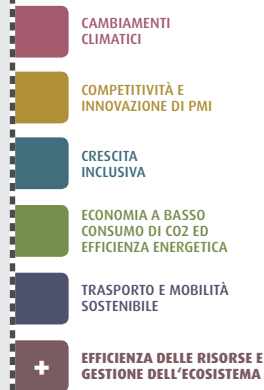 CAMBIAMENTI
CLIMATICI
COMPETITIVITÀ E
INNOVAZIONE DI PMI
CRESCITA
INCLUSIVA
ECONOMIA A BASSO
CONSUMO DI CO2 ED
EFFICIENZA ENERGETICA
TRASPORTO E MOBILITÀ
SOSTENIBILE
+
EFFICIENZA DELLE RISORSE E
GESTIONE DELL'ECOSISTEMA